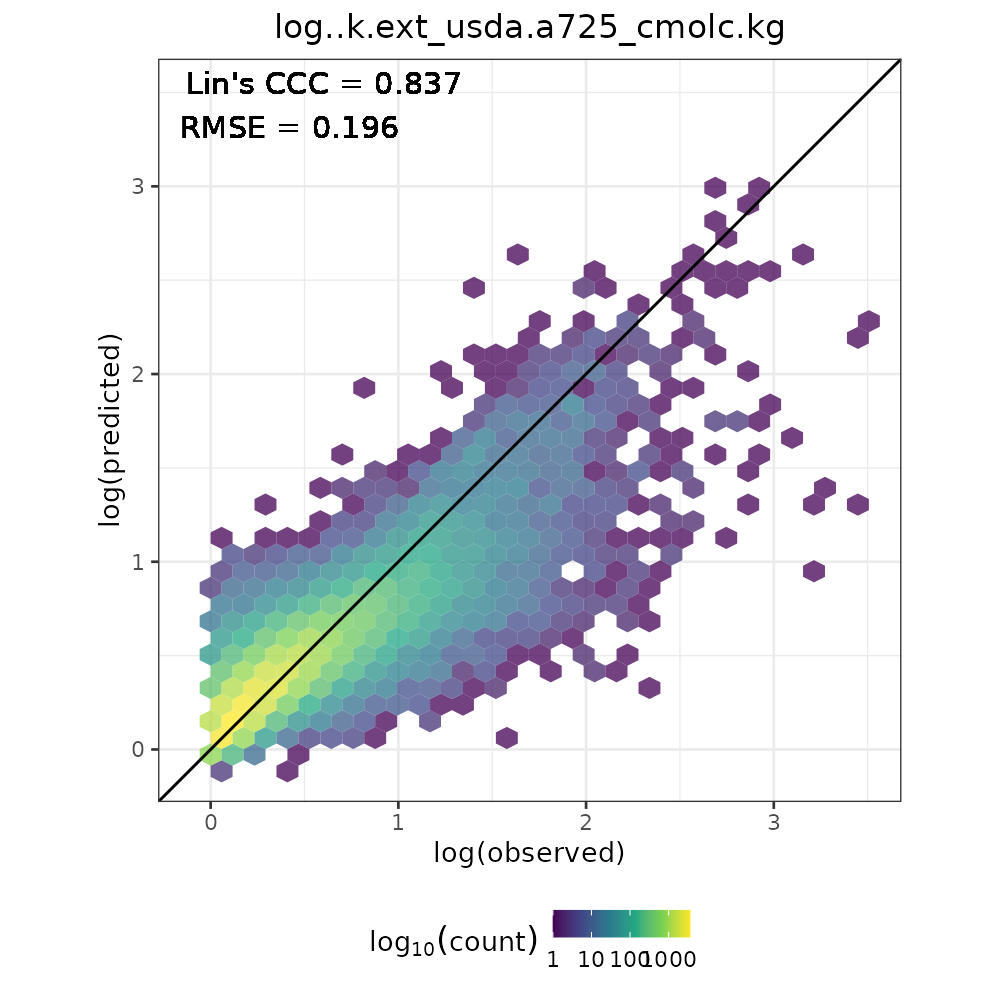 log..k.ext_usda.a725_cmolc.kg
Lin's CCC = 0.837
RMSE = 0.196
3
2
1
0
log(predicted)
0 1 2 3
log(observed)
log10(count)
1 10 100 1000